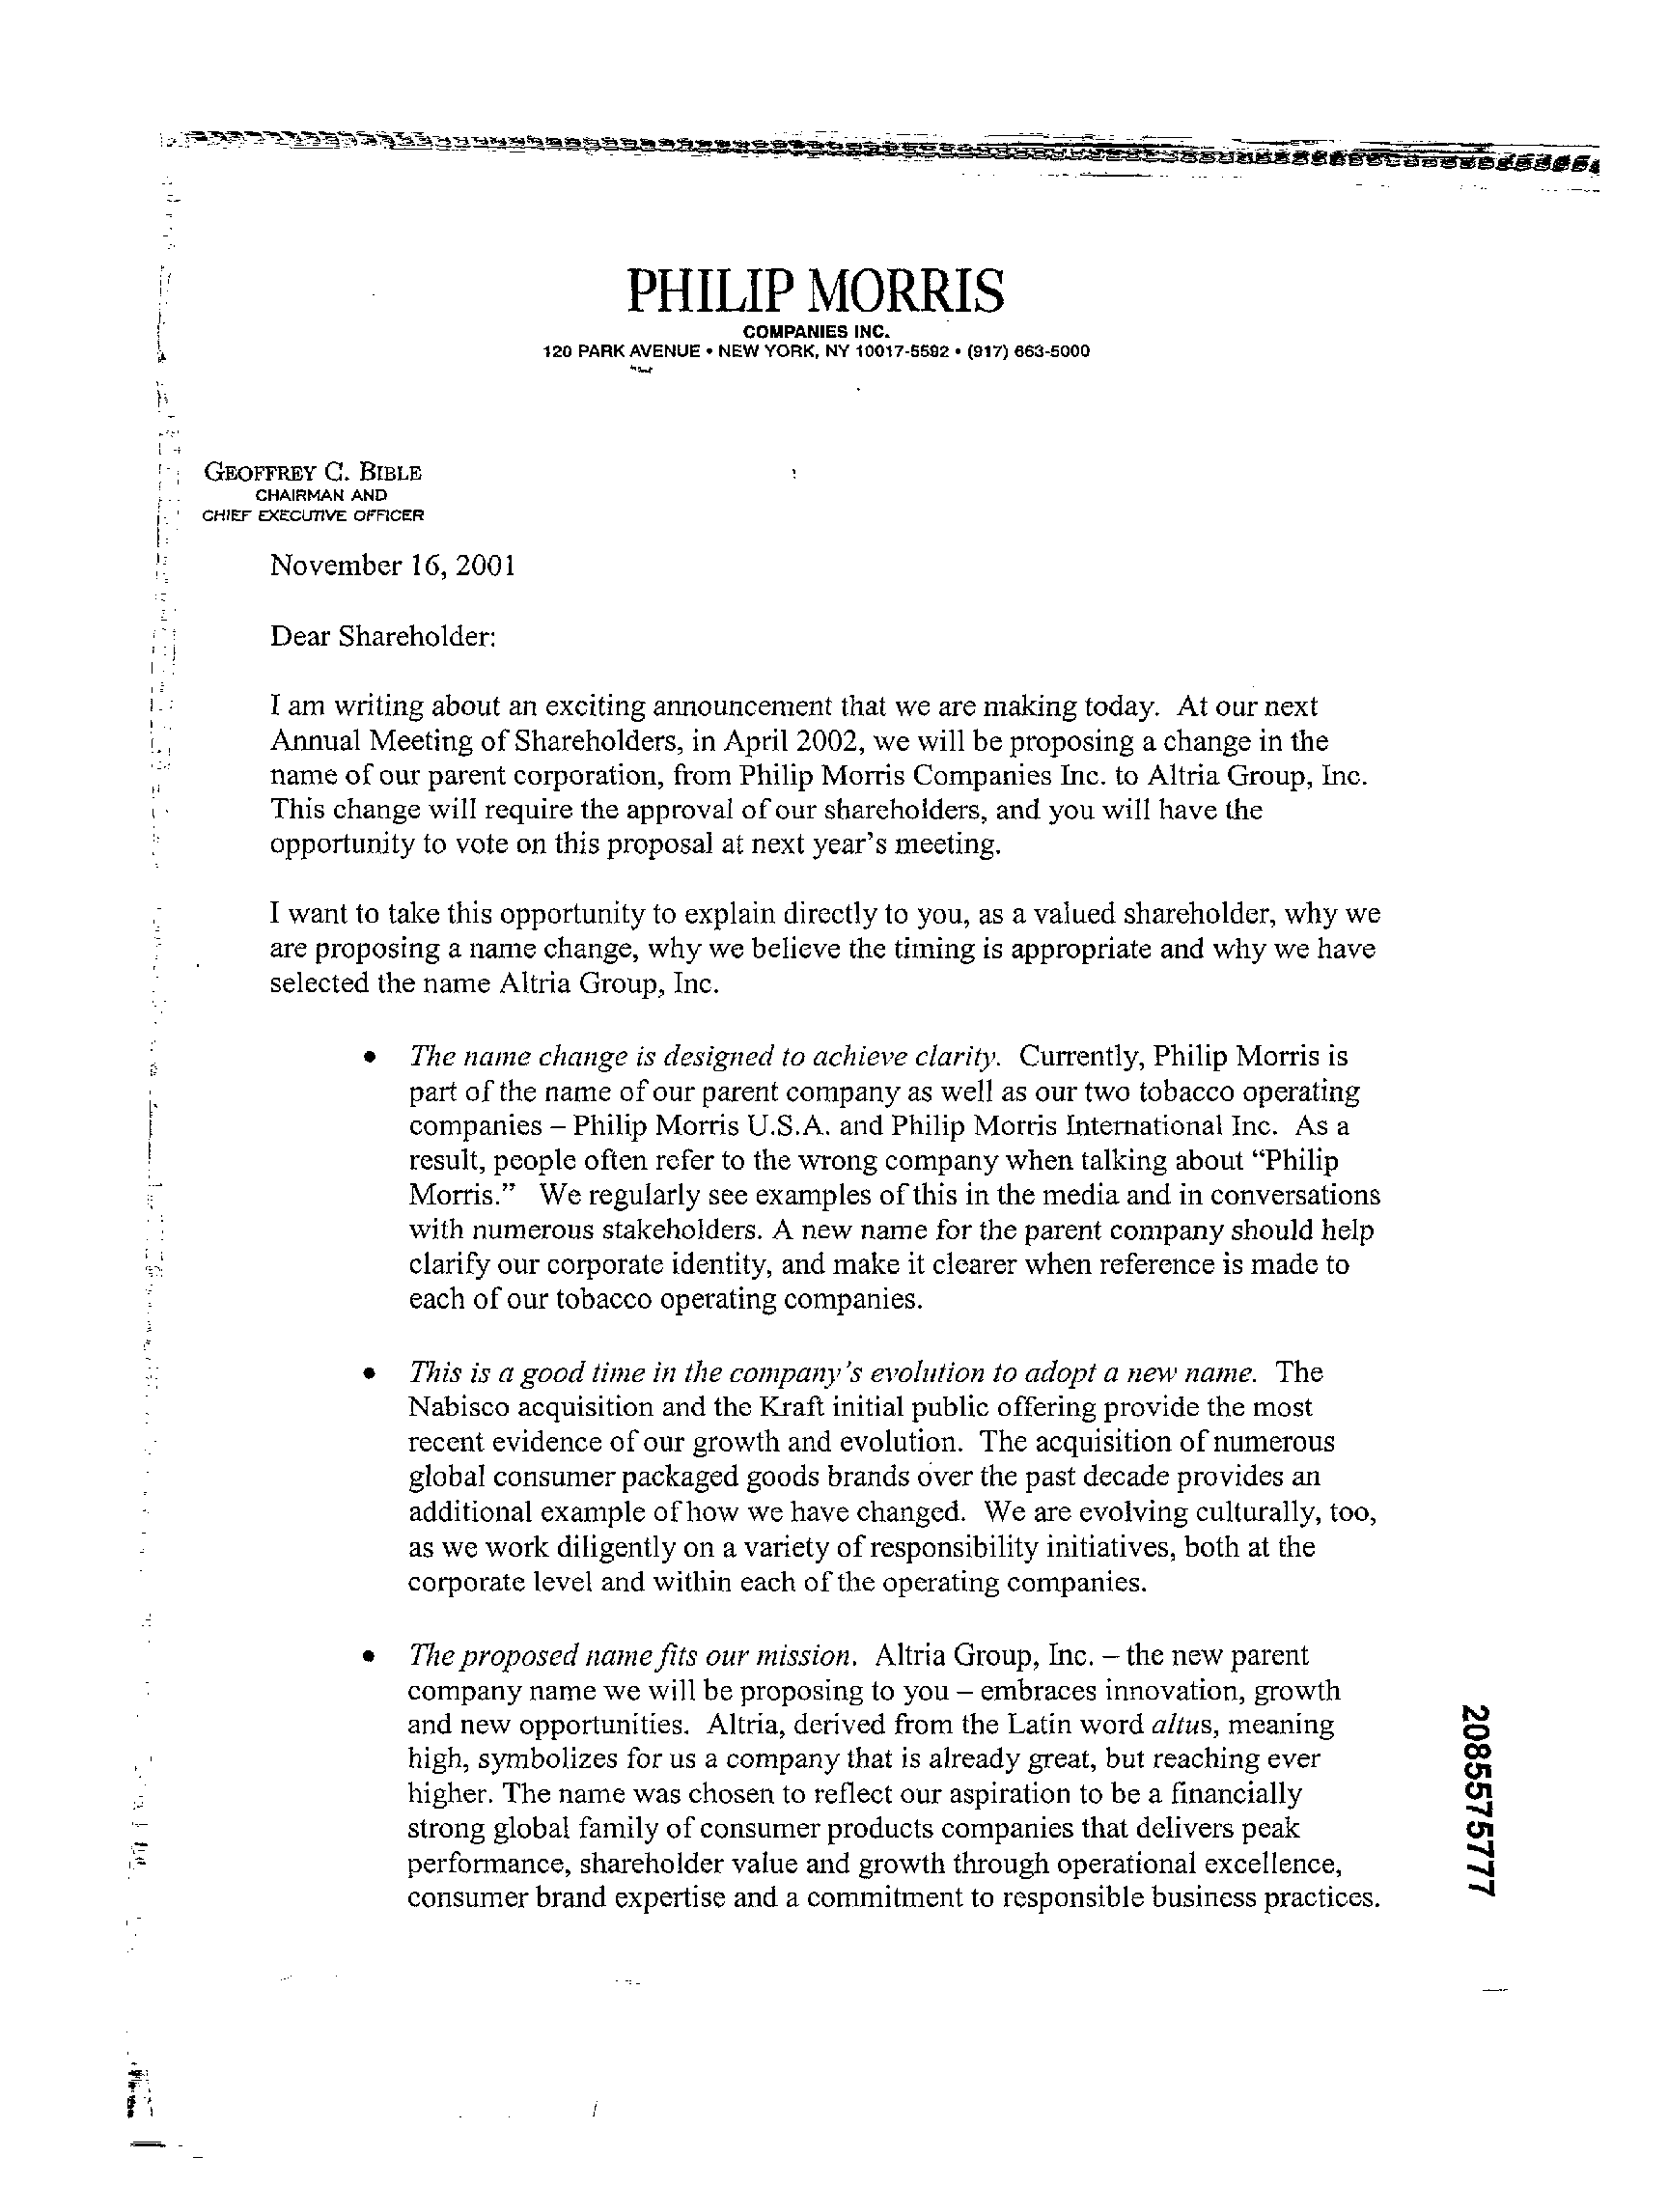 PHILIP MORRIS
COMPANIES INC.
120 PARK AVENUE • NEW YORK, NY 10017-5592 • (917) 663-5000
GEOFFREY C. BIBLE
CHAIRMAN AND
CHIEF EXECUTIVE OFFICER
November 16, 2001
Dear Shareholder:
I am writing about an exciting announcement that we are making today. At our next
Annual Meeting of Shareholders, in April 2002, we will be proposing a change in the
name of our parent corporation, from Philip Morris Companies Inc. to Altria Group, Inc.
This change will require the approval of our shareholders, and you will have the
opportunity to vote on this proposal at next year's meeting.
I want to take this opportunity to explain directly to you, as a valued shareholder, why we
are proposing a name change, why we believe the timing is appropriate and why we have
selected the name Altria Group, Inc.
• The name change is designed to achieve clarity. Currently, Philip Morris is
part of the name of our parent company as well as our two tobacco operating
companies – Philip Morris U.S.A. and Philip Morris International Inc. As a
result, people often refer to the wrong company when talking about “Philip
Morris.” We regularly see examples of this in the media and in conversations
with numerous stakeholders. A new name for the parent company should help
clarify our corporate identity, and make it clearer when reference is made to
each of our tobacco operating companies.
• This is a good time in the company's evolution to adopt a new name. The
Nabisco acquisition and the Kraft initial public offering provide the most
recent evidence of our growth and evolution. The acquisition of numerous
global consumer packaged goods brands over the past decade provides an
additional example of how we have changed. We are evolving culturally, too,
as we work diligently on a variety of responsibility initiatives, both at the
corporate level and within each of the operating companies.
• The proposed name fits our mission. Altria Group, Inc. – the new parent
company name we will be proposing to you – embraces innovation, growth
and new opportunities. Altria, derived from the Latin word altus, meaning
high, symbolizes for us a company that is already great, but reaching ever
higher. The name was chosen to reflect our aspiration to be a financially
strong global family of consumer products companies that delivers peak
performance, shareholder value and growth through operational excellence,
consumer brand expertise and a commitment to responsible business practices.
2085575777